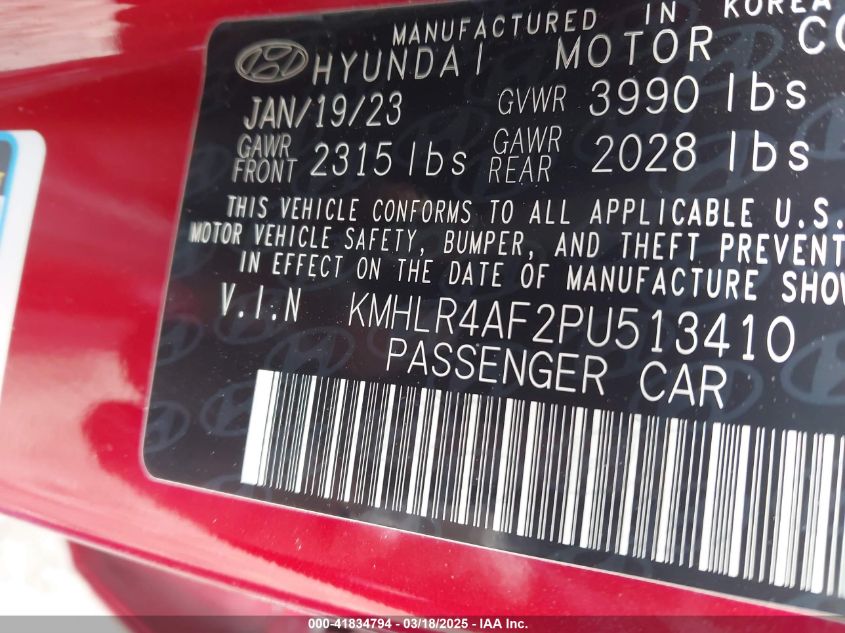 MANUFACTURED IN KOREA
HYUNDAI MOTOR CO
JAN/19/23 GVWR 3990 lbs
GAWR FRONT 2315 lbs GAWR REAR 2028 lbs
THIS VEHICLE CONFORMS TO ALL APPLICABLE U.S.
MOTOR VEHICLE SAFETY, BUMPER, AND THEFT PREVENT
IN EFFECT ON THE DATE OF MANUFACTURE SHOW
V.I.N KMHLR4AF2PU513410
PASSENGER CAR
000-41834794 - 03/18/2025 - IAA Inc.